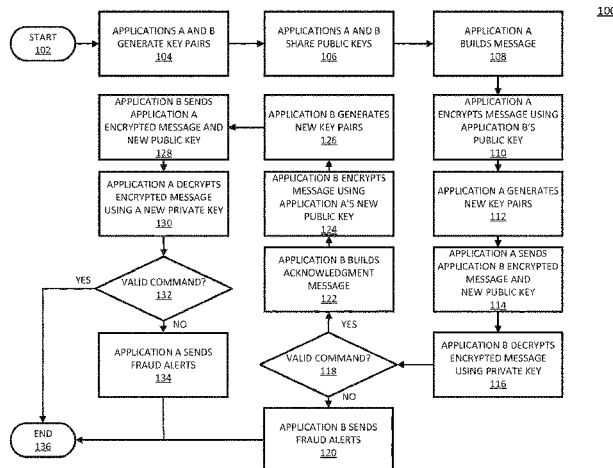 100
START
102
APPLICATIONS A AND B
GENERATE KEY PAIRS
104
APPLICATIONS A AND B
SHARE PUBLIC KEYS
106
APPLICATION A
BUILDS MESSAGE
108
APPLICATION A
ENCRYPTS MESSAGE USING
APPLICATION B'S
PUBLIC KEY
110
APPLICATION A GENERATES
NEW KEY PAIRS
112
APPLICATION A SENDS
APPLICATION B ENCRYPTED
MESSAGE AND
NEW PUBLIC KEY
114
APPLICATION B DECRYPTS
ENCRYPTED MESSAGE
USING PRIVATE KEY
116
VALID COMMAND?
118
YES
NO
APPLICATION B SENDS
FRAUD ALERTS
120
APPLICATION B BUILDS
ACKNOWLEDGMENT
MESSAGE
122
APPLICATION B ENCRYPTS
MESSAGE USING
APPLICATION A'S NEW
PUBLIC KEY
124
APPLICATION B GENERATES
NEW KEY PAIRS
126
APPLICATION B SENDS
APPLICATION A
ENCRYPTED MESSAGE AND
NEW PUBLIC KEY
128
APPLICATION A DECRYPTS
ENCRYPTED MESSAGE
USING A NEW PRIVATE KEY
130
VALID COMMAND?
132
YES
NO
APPLICATION A SENDS
FRAUD ALERTS
134
END
136